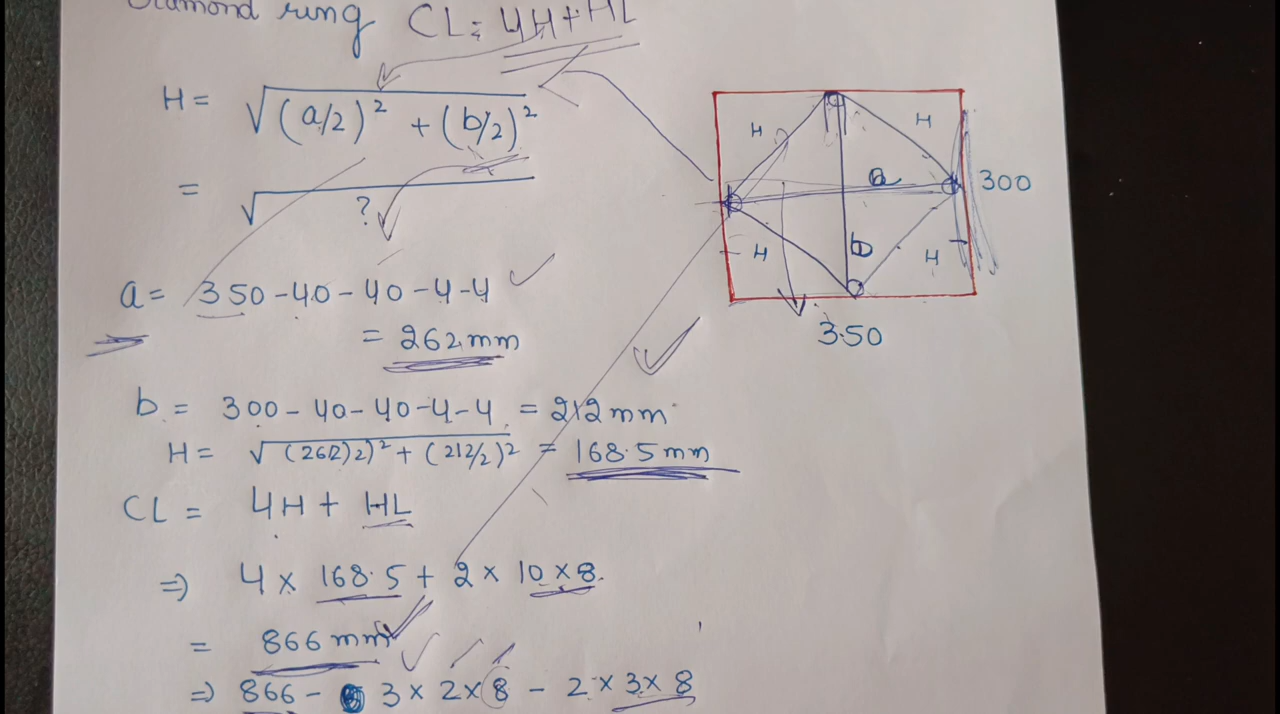 Diamond ring CL = 4H + HL
H = √(a/2)² + (b/2)²
= √ ?
a = 350 - 40 - 40 - 4 - 4
= 262 mm
b = 300 - 40 - 40 - 4 - 4 = 212 mm
H = √(262)2)² + (212/2)² = 168.5 mm
CL = 4H + HL
⇒ 4 × 168.5 + 2 × 10 × 8
= 866 mm
⇒ 866 - 3 × 2 × 8 - 2 × 3 × 8
H
H
a
300
b
H
H
350